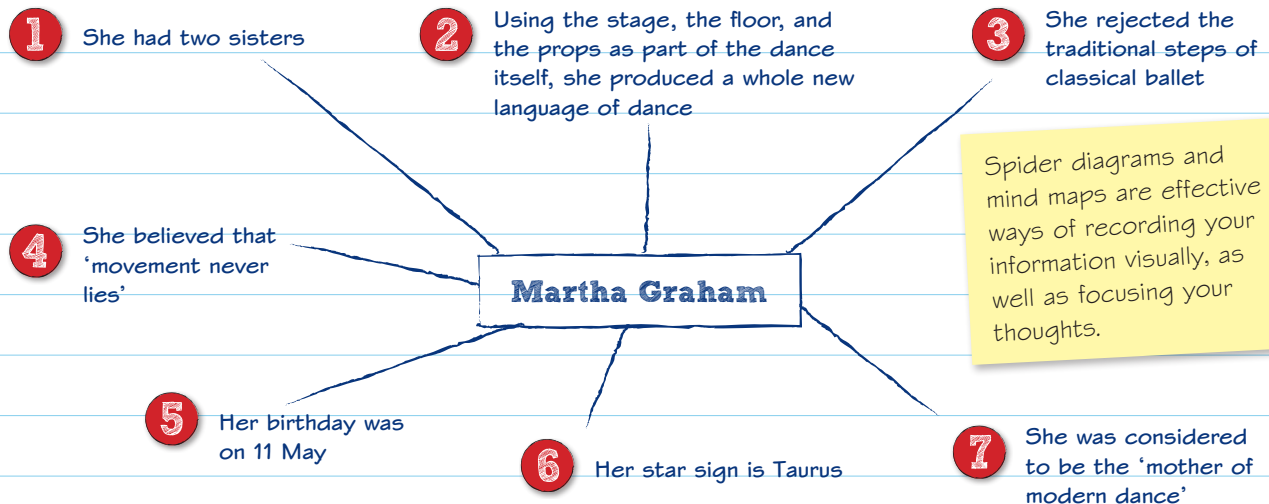 1
She had two sisters
2
Using the stage, the floor, and
the props as part of the dance
itself, she produced a whole new
language of dance
3
She rejected the
traditional steps of
classical ballet
Spider diagrams and
mind maps are effective
ways of recording your
information visually, as
well as focusing your
thoughts.
4
She believed that
‘movement never
lies’
Martha Graham
5
Her birthday was
on 11 May
6
Her star sign is Taurus
7
She was considered
to be the ‘mother of
modern dance’